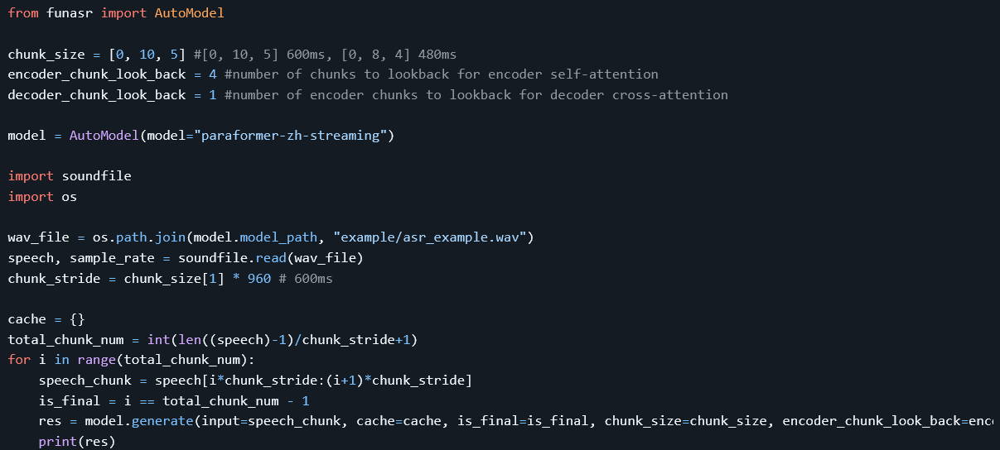 from funasr import AutoModel
chunk_size = [0, 10, 5] #[0, 10, 5] 600ms, [0, 8, 4] 480ms
encoder_chunk_look_back = 4 #number of chunks to lookback for encoder self-attention
decoder_chunk_look_back = 1 #number of encoder chunks to lookback for decoder cross-attention
model = AutoModel(model="paraformer-zh-streaming")
import soundfile
import os
wav_file = os.path.join(model.model_path, "example/asr_example.wav")
speech, sample_rate = soundfile.read(wav_file)
chunk_stride = chunk_size[1] * 960 # 600ms
cache = {}
total_chunk_num = int(len((speech)-1)/chunk_stride+1)
for i in range(total_chunk_num):
    speech_chunk = speech[i*chunk_stride:(i+1)*chunk_stride]
    is_final = i == total_chunk_num - 1
    res = model.generate(input=speech_chunk, cache=cache, is_final=is_final, chunk_size=chunk_size, encoder_chunk_look_back=enc
    print(res)